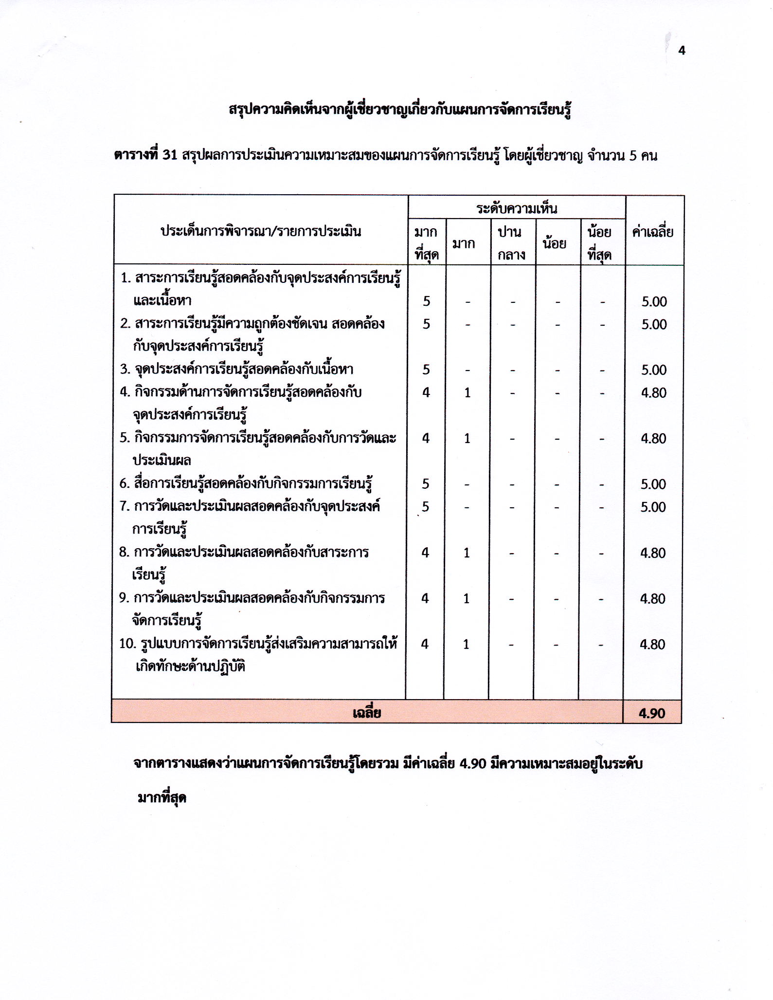 4
สรุปความคิดเห็นจากผู้เชี่ยวชาญเกี่ยวกับแผนการจัดการเรียนรู้
ตารางที่ 31 สรุปผลการประเมินความเหมาะสมของแผนการจัดการเรียนรู้ โดยผู้เชี่ยวชาญ จำนวน 5 คน
ระดับความเห็น
ประเด็นการพิจารณา/รายการประเมิน มาก ปาน น้อย ค่าเฉลี่ย
มาก น้อย
ที่สุด กลาง ที่สุด
1. สาระการเรียนรู้สอดคล้องกับจุดประสงค์การเรียนรู้
และเนื้อหา 5 - - - - 5.00
2. สาระการเรียนรู้มีความถูกต้องชัดเจน สอดคล้อง 5 - - - - 5.00
กับจุดประสงค์การเรียนรู้
3. จุดประสงค์การเรียนรู้สอดคล้องกับเนื้อหา 5 - - - - 5.00
4. กิจกรรมด้านการจัดการเรียนรู้สอดคล้องกับ 4 1 - - - 4.80
จุดประสงค์การเรียนรู้
5. กิจกรรมการจัดการเรียนรู้สอดคล้องกับการวัดและ 4 1 - - - 4.80
ประเมินผล
6. สื่อการเรียนรู้สอดคล้องกับกิจกรรมการเรียนรู้ 5 - - - - 5.00
7. การวัดและประเมินผลสอดคล้องกับจุดประสงค์ 5 - - - - 5.00
การเรียนรู้
8. การวัดและประเมินผลสอดคล้องกับสาระการ 4 1 - - - 4.80
เรียนรู้
9. การวัดและประเมินผลสอดคล้องกับกิจกรรมการ 4 1 - - - 4.80
จัดการเรียนรู้
10. รูปแบบการจัดการเรียนรู้ส่งเสริมความสามารถให้ 4 1 - - - 4.80
เกิดทักษะด้านปฏิบัติ
เฉลี่ย 4.90
จากตารางแสดงว่าแผนการจัดการเรียนรู้โดยรวม มีค่าเฉลี่ย 4.90 มีความเหมาะสมอยู่ในระดับ
มากที่สุด